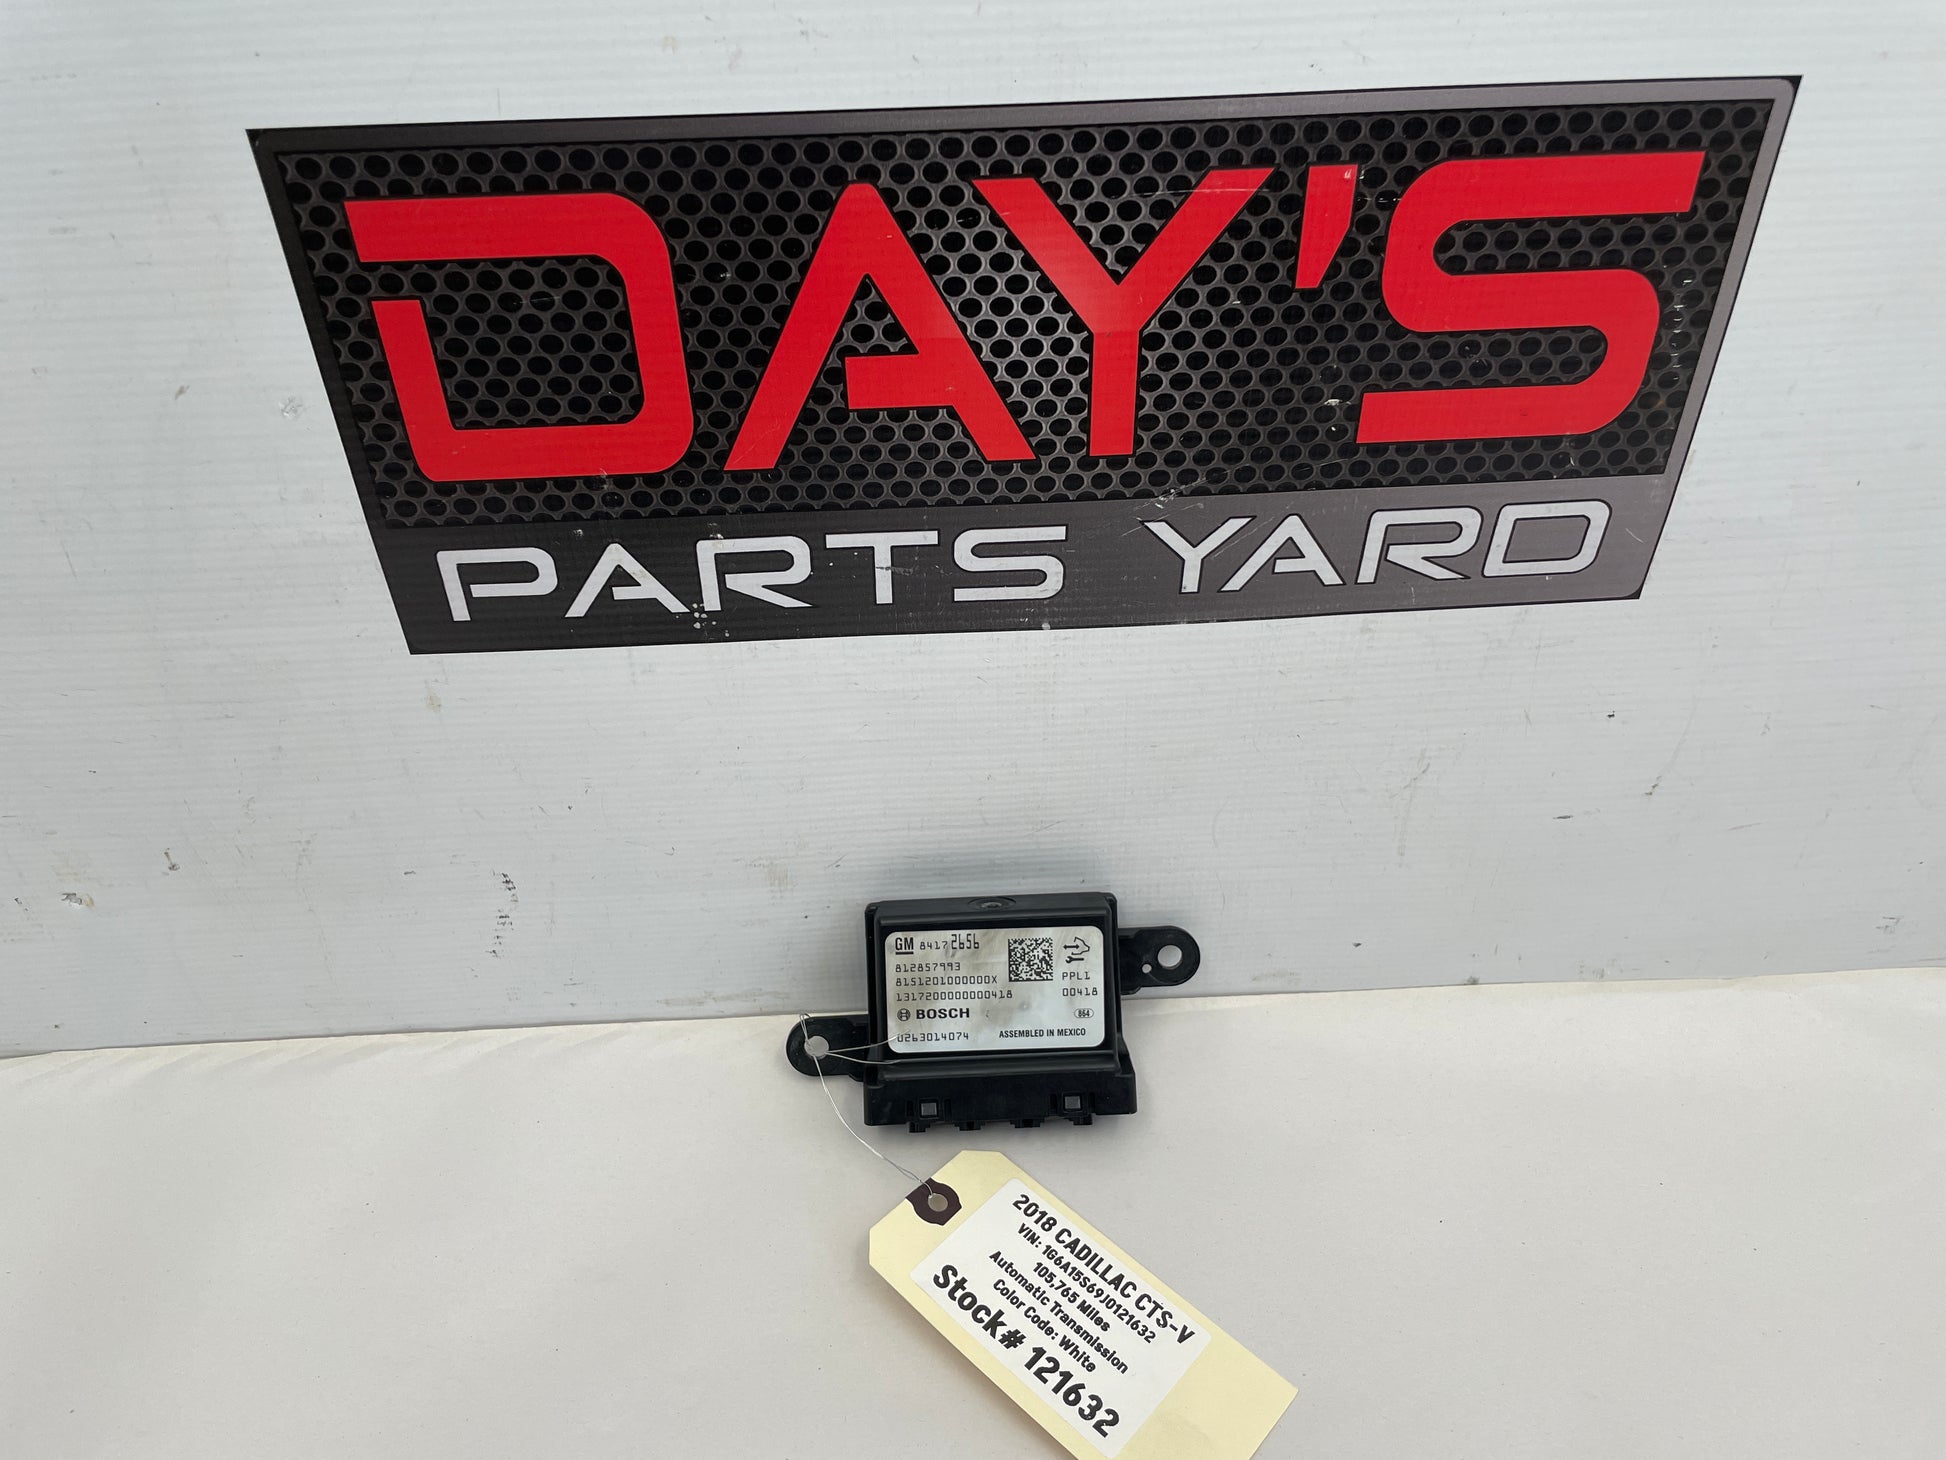 DAY'S
PARTS YARD
GM 84172656
812857993
8151201000000X
1317200000000418
PPLI
00418
BOSCH
864
0263014074
ASSEMBLED IN MEXICO
2018 CADILLAC CTS-V
VIN: 1G6A15S69J0121632
105,765 Miles
Automatic Transmission
Color Code: White
Stock# 121632